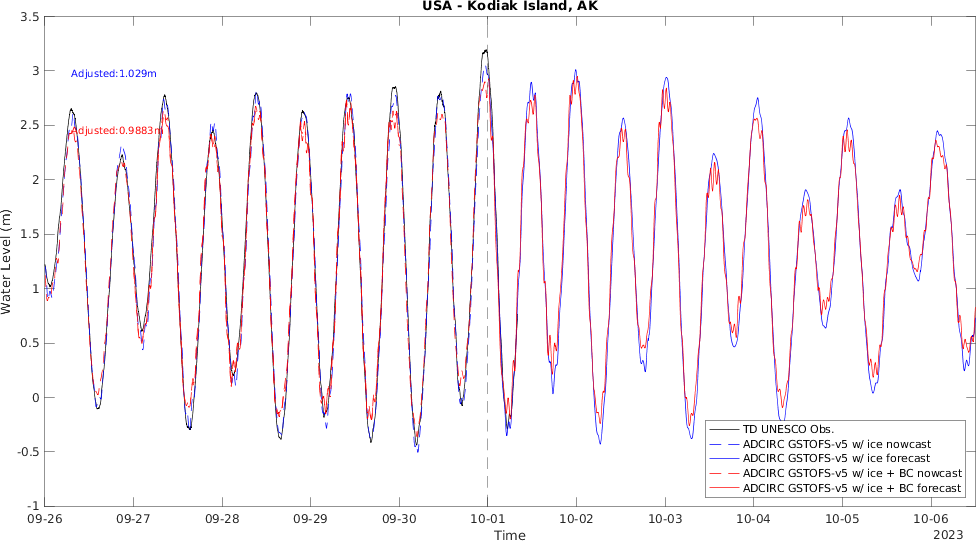 USA - Kodiak Island, AK
3.5
3
2.5
2
1.5
1
0.5
0
-0.5
-1
Water Level (m)
Adjusted:1.029m
Adjusted:0.9883m
TD UNESCO Obs.
ADCIRC GSTOFS-v5 w/ ice nowcast
ADCIRC GSTOFS-v5 w/ ice forecast
ADCIRC GSTOFS-v5 w/ ice + BC nowcast
ADCIRC GSTOFS-v5 w/ ice + BC forecast
09-26 09-27 09-28 09-29 09-30 10-01 10-02 10-03 10-04 10-05 10-06
Time
2023